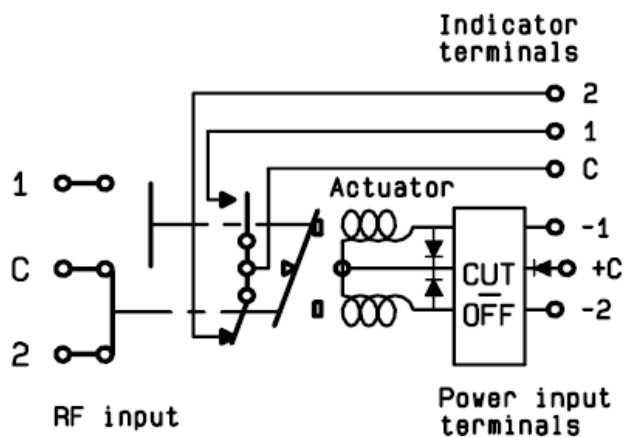 Indicator
terminals
2
1
C
Actuator
1
C
2
-1
+C
-2
CUT
OFF
RF input
Power input
terminals